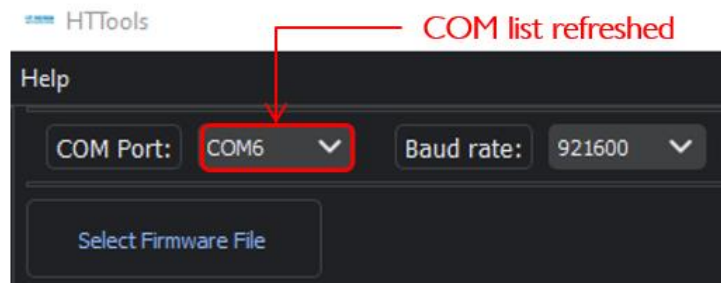 HTTools
COM list refreshed
Help
COM Port: COM6 Baud rate: 921600
Select Firmware File